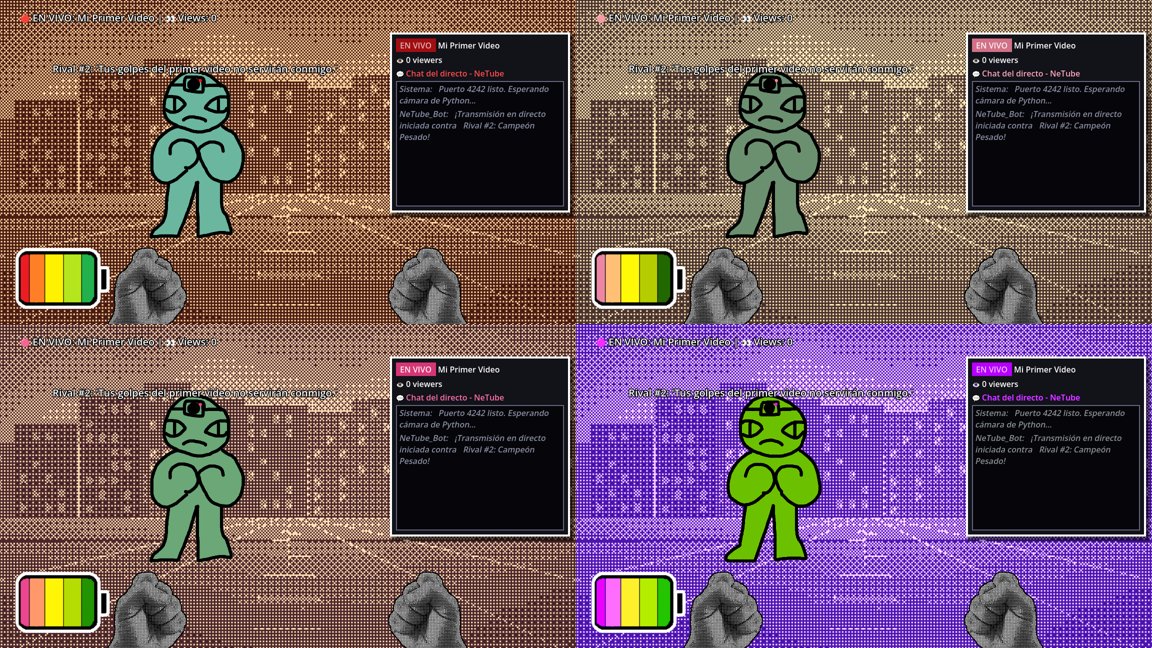 EN VIVO: Mi Primer Video | 👀 Views: 0
Rival #2: "Tus golpes del primer video no servirán conmigo."
EN VIVO Mi Primer Video
👁 0 viewers
💬 Chat del directo - NeTube
Sistema: Puerto 4242 listo. Esperando
cámara de Python...
NeTube_Bot: ¡Transmisión en directo
iniciada contra Rival #2: Campeón
Pesado!
EN VIVO: Mi Primer Video | 👀 Views: 0
Rival #2: "Tus golpes del primer video no servirán conmigo."
EN VIVO Mi Primer Video
👁 0 viewers
💬 Chat del directo - NeTube
Sistema: Puerto 4242 listo. Esperando
cámara de Python...
NeTube_Bot: ¡Transmisión en directo
iniciada contra Rival #2: Campeón
Pesado!
EN VIVO: Mi Primer Video | 👀 Views: 0
Rival #2: "Tus golpes del primer video no servirán conmigo."
EN VIVO Mi Primer Video
👁 0 viewers
💬 Chat del directo - NeTube
Sistema: Puerto 4242 listo. Esperando
cámara de Python...
NeTube_Bot: ¡Transmisión en directo
iniciada contra Rival #2: Campeón
Pesado!
EN VIVO: Mi Primer Video | 👀 Views: 0
Rival #2: "Tus golpes del primer video no servirán conmigo."
EN VIVO Mi Primer Video
👁 0 viewers
💬 Chat del directo - NeTube
Sistema: Puerto 4242 listo. Esperando
cámara de Python...
NeTube_Bot: ¡Transmisión en directo
iniciada contra Rival #2: Campeón
Pesado!